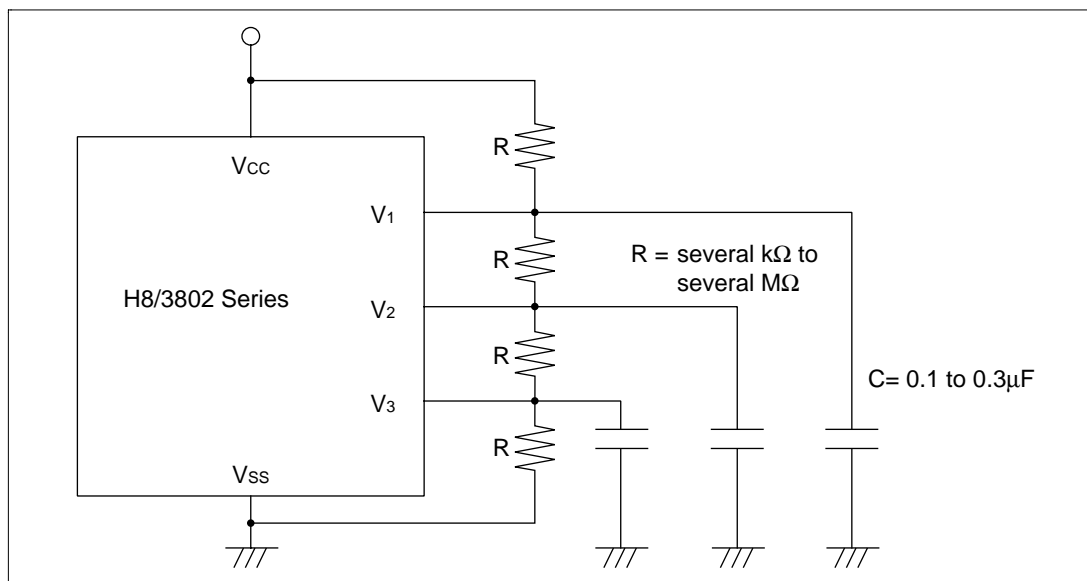 R
VCC
V1
R
R = several kΩ to
several MΩ
H8/3802 Series
V2
R
C= 0.1 to 0.3μF
V3
R
VSS